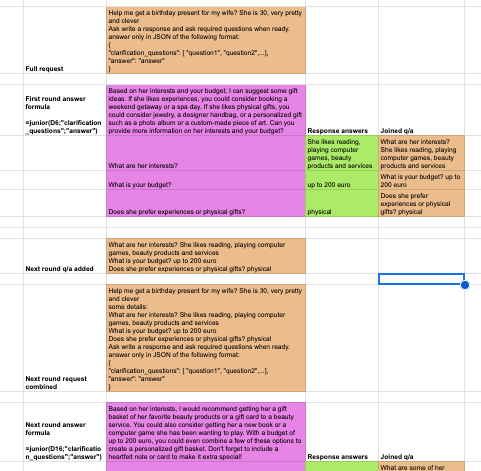 Help me get a birthday present for my wife? She is 30, very pretty
and clever
Ask write a response and ask required questions when ready.
answer only in JSON of the following format:
{
"clarification_questions": [ "question1", "question2",...],
"answer": "answer"
}
Full request
First round answer
formula
=junior(D6;"clarification
_questions";"answer")
Based on her interests and your budget, I can suggest some gift
ideas. If she likes experiences, you could consider booking a
weekend getaway or a spa day. If she likes physical gifts, you
could consider jewelry, a designer handbag, or a personalized gift
such as a photo album or a custom-made piece of art. Can you
provide more information on her interests and your budget?
Response answers
Joined q/a
What are her interests?
She likes reading,
playing computer
games, beauty
products and services
What are her interests?
She likes reading, playing
computer games, beauty
products and services
What is your budget?
up to 200 euro
What is your budget? up to
200 euro
Does she prefer experiences or physical gifts?
physical
Does she prefer
experiences or physical
gifts? physical
Next round q/a added
What are her interests? She likes reading, playing computer
games, beauty products and services
What is your budget? up to 200 euro
Does she prefer experiences or physical gifts? physical
Help me get a birthday present for my wife? She is 30, very pretty
and clever
some details:
What are her interests? She likes reading, playing computer
games, beauty products and services
What is your budget? up to 200 euro
Does she prefer experiences or physical gifts? physical
Ask write a response and ask required questions when ready.
answer only in JSON of the following format:
{
"clarification_questions": [ "question1", "question2",...],
"answer": "answer"
}
Next round request
combined
Next round answer
formula
=junior(D16;"clarificatio
n_questions";"answer")
Based on her interests, I would recommend getting her a gift
basket of her favorite beauty products or a gift card to a beauty
service. You could also consider getting her a new book or a
computer game she has been wanting to play. With a budget of
up to 200 euro, you could even combine a few of these options to
create a personalized gift basket. Don't forget to include a
heartfelt note or card to make it extra special!
Response answers
Joined q/a
What are some of her